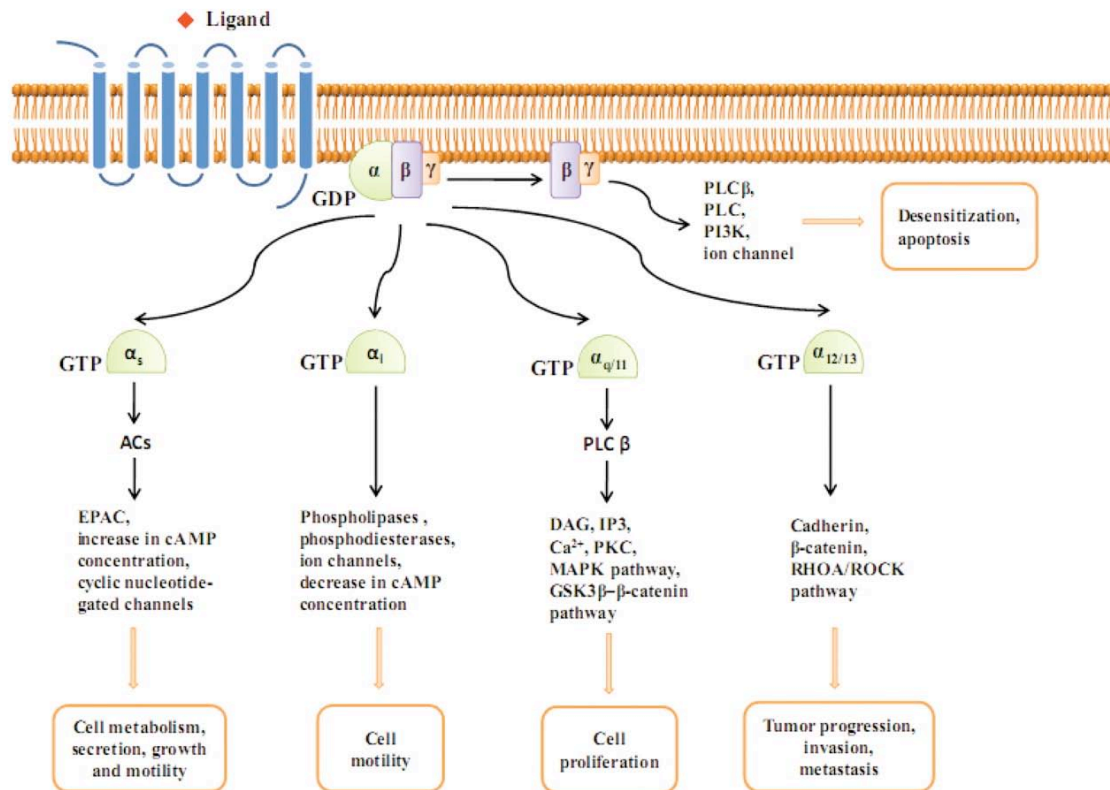 Ligand
α β γ
GDP
β γ
PLCβ,
PLC,
PI3K,
ion channel
Desensitization,
apoptosis
GTP αs
GTP αI
GTP αq/11
GTP α12/13
ACs
PLC β
EPAC,
increase in cAMP
concentration,
cyclic nucleotide-
gated channels
Phospholipases ,
phosphodiesterases,
ion channels,
decrease in cAMP
concentration
DAG, IP3,
Ca²⁺, PKC,
MAPK pathway,
GSK3β–β-catenin
pathway
Cadherin,
β-catenin,
RHOA/ROCK
pathway
Cell metabolism,
secretion, growth
and motility
Cell
motility
Cell
proliferation
Tumor progression,
invasion,
metastasis